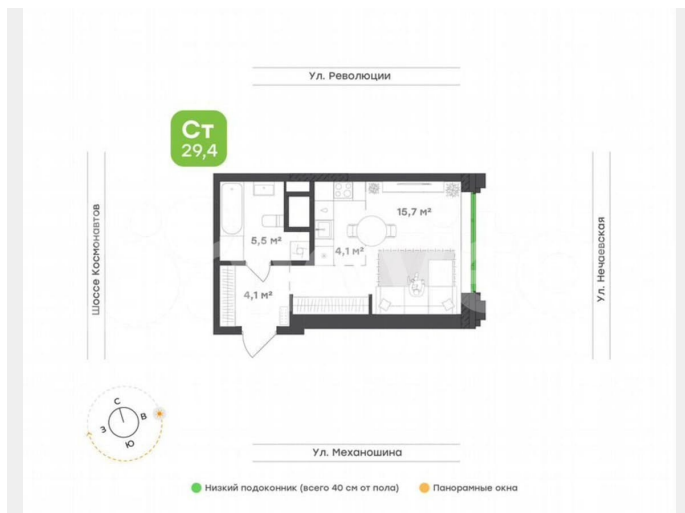 Ул. Революции
Ст
29,4
15,7 м²
5,5 м²
4,1 м²
4,1 м²
Шоссе Космонавтов
Ул. Нечаевская
С
В
З
Ю
Ул. Механошина
Низкий подоконник (всего 40 см от пола)
Панорамные окна